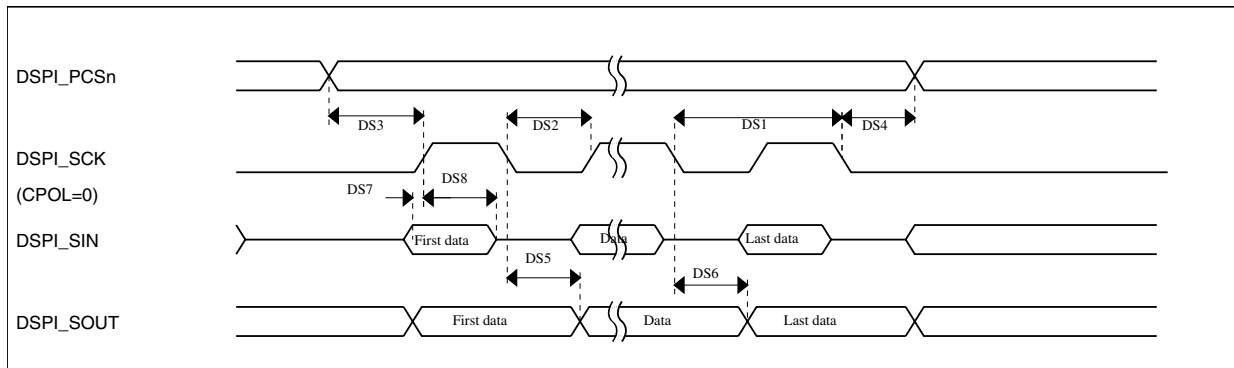 DSPI_PCSn
DS3
DS2
DS1
DS4
DSPI_SCK
(CPOL=0)
DS7
DS8
DSPI_SIN
First data
Data
Last data
DS5
DS6
DSPI_SOUT
First data
Data
Last data